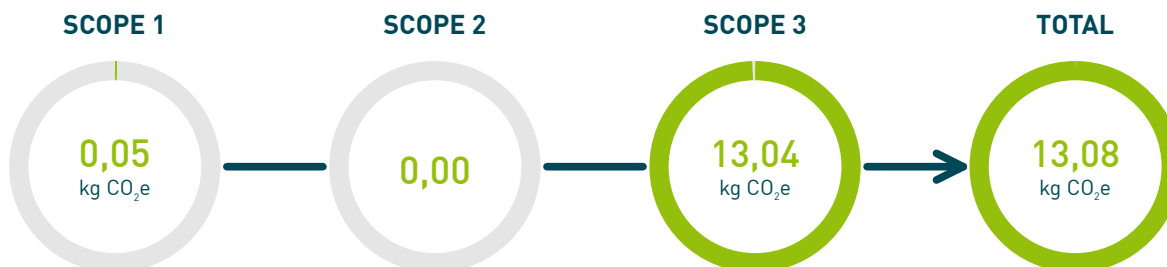 SCOPE 1
SCOPE 2
SCOPE 3
TOTAL
0,05
kg CO₂e
0,00
13,04
kg CO₂e
13,08
kg CO₂e